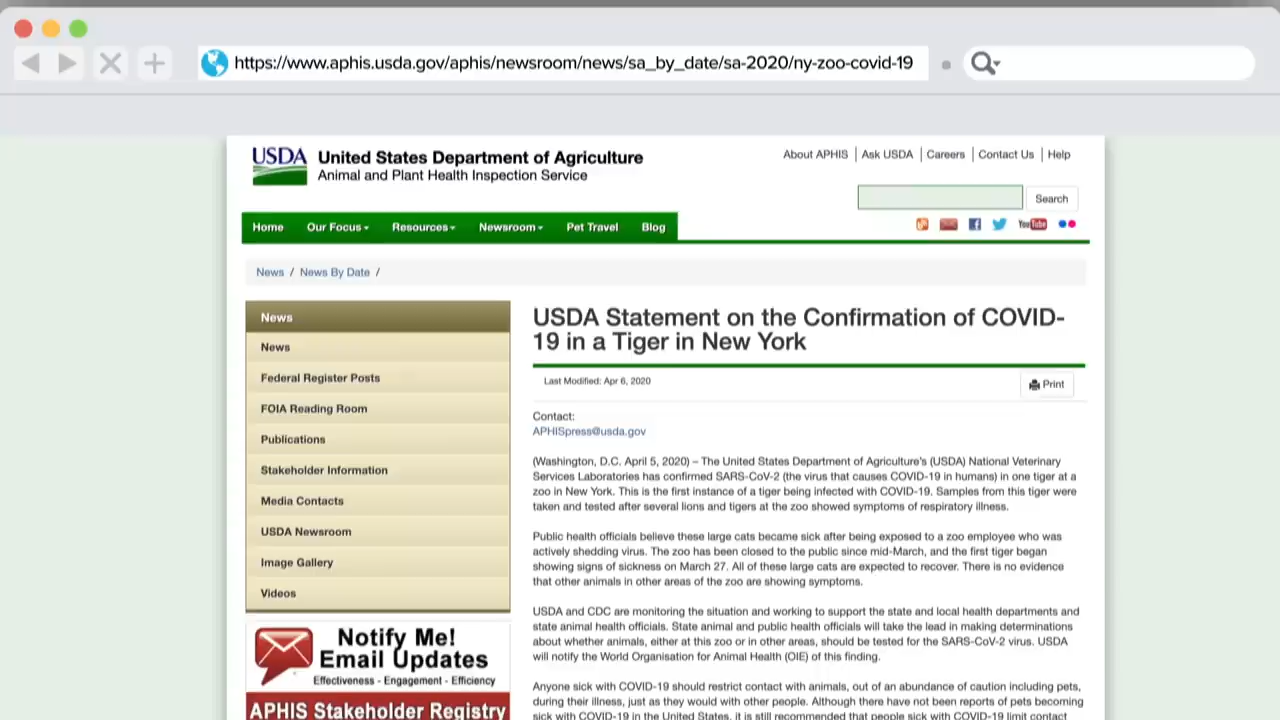 https://www.aphis.usda.gov/aphis/newsroom/news/sa_by_date/sa-2020/ny-zoo-covid-19
USDA United States Department of Agriculture
Animal and Plant Health Inspection Service
About APHIS | Ask USDA | Careers | Contact Us | Help
Search
Home Our Focus Resources Newsroom Pet Travel Blog
YouTube
News / News By Date /
News
News
Federal Register Posts
FOIA Reading Room
Publications
Stakeholder Information
Media Contacts
USDA Newsroom
Image Gallery
Videos
Notify Me!
Email Updates
Effectiveness - Engagement - Efficiency
APHIS Stakeholder Registry
USDA Statement on the Confirmation of COVID-
19 in a Tiger in New York
Last Modified: Apr 6, 2020
Print
Contact:
APHISpress@usda.gov
(Washington, D.C. April 5, 2020) – The United States Department of Agriculture's (USDA) National Veterinary
Services Laboratories has confirmed SARS-CoV-2 (the virus that causes COVID-19 in humans) in one tiger at a
zoo in New York. This is the first instance of a tiger being infected with COVID-19. Samples from this tiger were
taken and tested after several lions and tigers at the zoo showed symptoms of respiratory illness.
Public health officials believe these large cats became sick after being exposed to a zoo employee who was
actively shedding virus. The zoo has been closed to the public since mid-March, and the first tiger began
showing signs of sickness on March 27. All of these large cats are expected to recover. There is no evidence
that other animals in other areas of the zoo are showing symptoms.
USDA and CDC are monitoring the situation and working to support the state and local health departments and
state animal health officials. State animal and public health officials will take the lead in making determinations
about whether animals, either at this zoo or in other areas, should be tested for the SARS-CoV-2 virus. USDA
will notify the World Organisation for Animal Health (OIE) of this finding.
Anyone sick with COVID-19 should restrict contact with animals, out of an abundance of caution including pets,
during their illness, just as they would with other people. Although there have not been reports of pets becoming
sick with COVID-19 in the United States, it is still recommended that people sick with COVID-19 limit contact